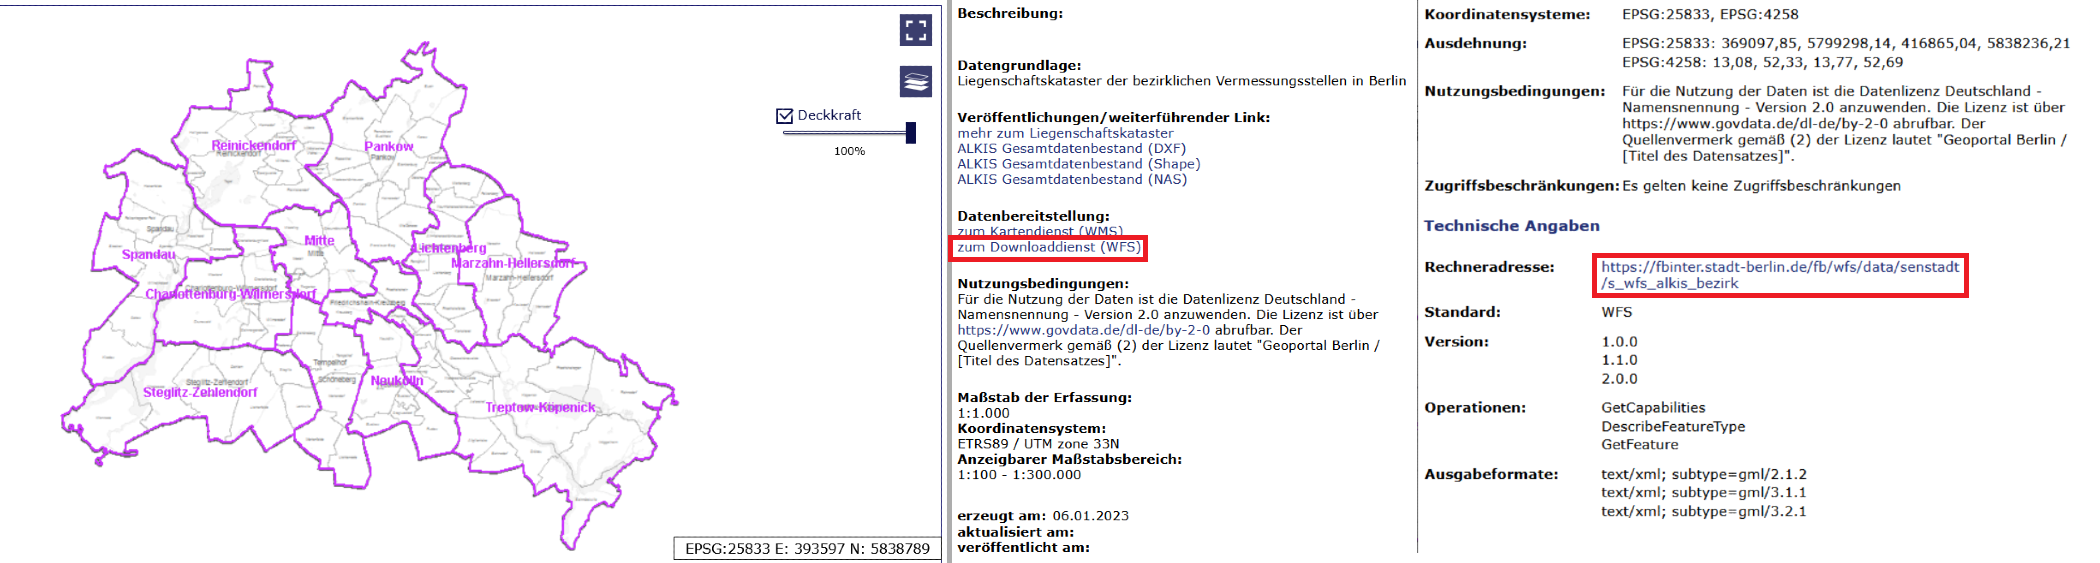 Deckkraft
100%
Reinickendorf
Reinickendorf
Pankow
Pankow
Mitte
Mitte
Spandau
Spandau
Lichtenberg
Marzahn-Hellersdorf
Charlottenburg-Wilmersdorf
Friedrichshain-Kreuzberg
Tempelhof
Schöneberg
Steglitz-Zehlendorf
Steglitz-Zehlendorf
Neukölln
Treptow-Köpenick
EPSG:25833 E: 393597 N: 5838789
Beschreibung:
Datengrundlage:
Liegenschaftskataster der bezirklichen Vermessungsstellen in Berlin
Veröffentlichungen/weiterführender Link:
mehr zum Liegenschaftskataster
ALKIS Gesamtdatenbestand (DXF)
ALKIS Gesamtdatenbestand (Shape)
ALKIS Gesamtdatenbestand (NAS)
Datenbereitstellung:
zum Kartendienst (WMS)
zum Downloaddienst (WFS)
Nutzungsbedingungen:
Für die Nutzung der Daten ist die Datenlizenz Deutschland -
Namensnennung - Version 2.0 anzuwenden. Die Lizenz ist über
https://www.govdata.de/dl-de/by-2-0 abrufbar. Der
Quellenvermerk gemäß (2) der Lizenz lautet "Geoportal Berlin /
[Titel des Datensatzes]".
Maßstab der Erfassung:
1:1.000
Koordinatensystem:
ETRS89 / UTM zone 33N
Anzeigbarer Maßstabsbereich:
1:100 - 1:300.000
erzeugt am: 06.01.2023
aktualisiert am:
veröffentlicht am:
Koordinatensysteme: EPSG:25833, EPSG:4258
Ausdehnung: EPSG:25833: 369097,85, 5799298,14, 416865,04, 5838236,21
EPSG:4258: 13,08, 52,33, 13,77, 52,69
Nutzungsbedingungen: Für die Nutzung der Daten ist die Datenlizenz Deutschland -
Namensnennung - Version 2.0 anzuwenden. Die Lizenz ist über
https://www.govdata.de/dl-de/by-2-0 abrufbar. Der
Quellenvermerk gemäß (2) der Lizenz lautet "Geoportal Berlin /
[Titel des Datensatzes]".
Zugriffsbeschränkungen: Es gelten keine Zugriffsbeschränkungen
Technische Angaben
Rechneradresse: https://fbinter.stadt-berlin.de/fb/wfs/data/senstadt
/s_wfs_alkis_bezirk
Standard: WFS
Version: 1.0.0
1.1.0
2.0.0
Operationen: GetCapabilities
DescribeFeatureType
GetFeature
Ausgabeformate: text/xml; subtype=gml/2.1.2
text/xml; subtype=gml/3.1.1
text/xml; subtype=gml/3.2.1